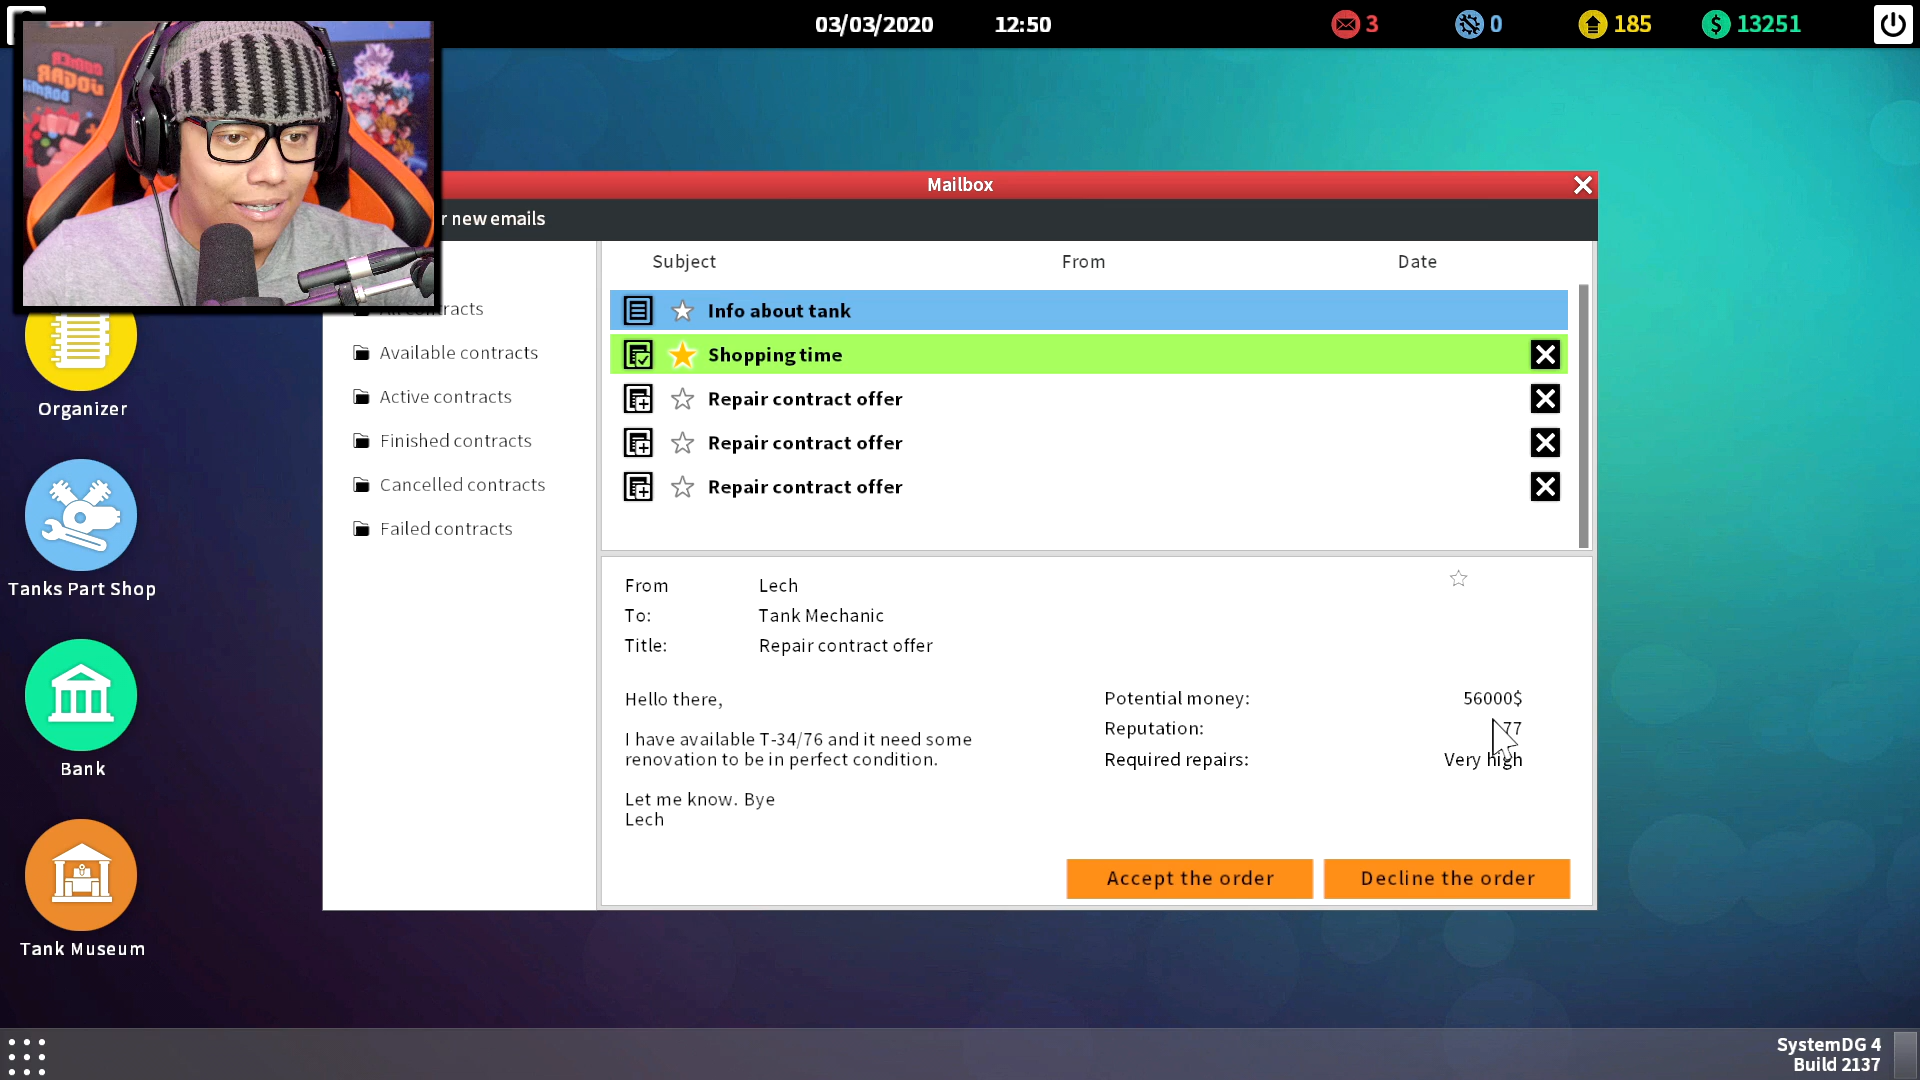 03/03/2020 12:50 3 0 185 13251
Mailbox
r new emails
Subject From Date
Info about tank
Shopping time
Repair contract offer
Repair contract offer
Repair contract offer
contracts
Available contracts
Active contracts
Finished contracts
Cancelled contracts
Failed contracts
Organizer
Tanks Part Shop
Bank
Tank Museum
From Lech
To: Tank Mechanic
Title: Repair contract offer
Hello there,
I have available T-34/76 and it need some
renovation to be in perfect condition.
Let me know. Bye
Lech
Potential money: 56000$
Reputation: 77
Required repairs: Very high
Accept the order Decline the order
SystemDG 4
Build 2137